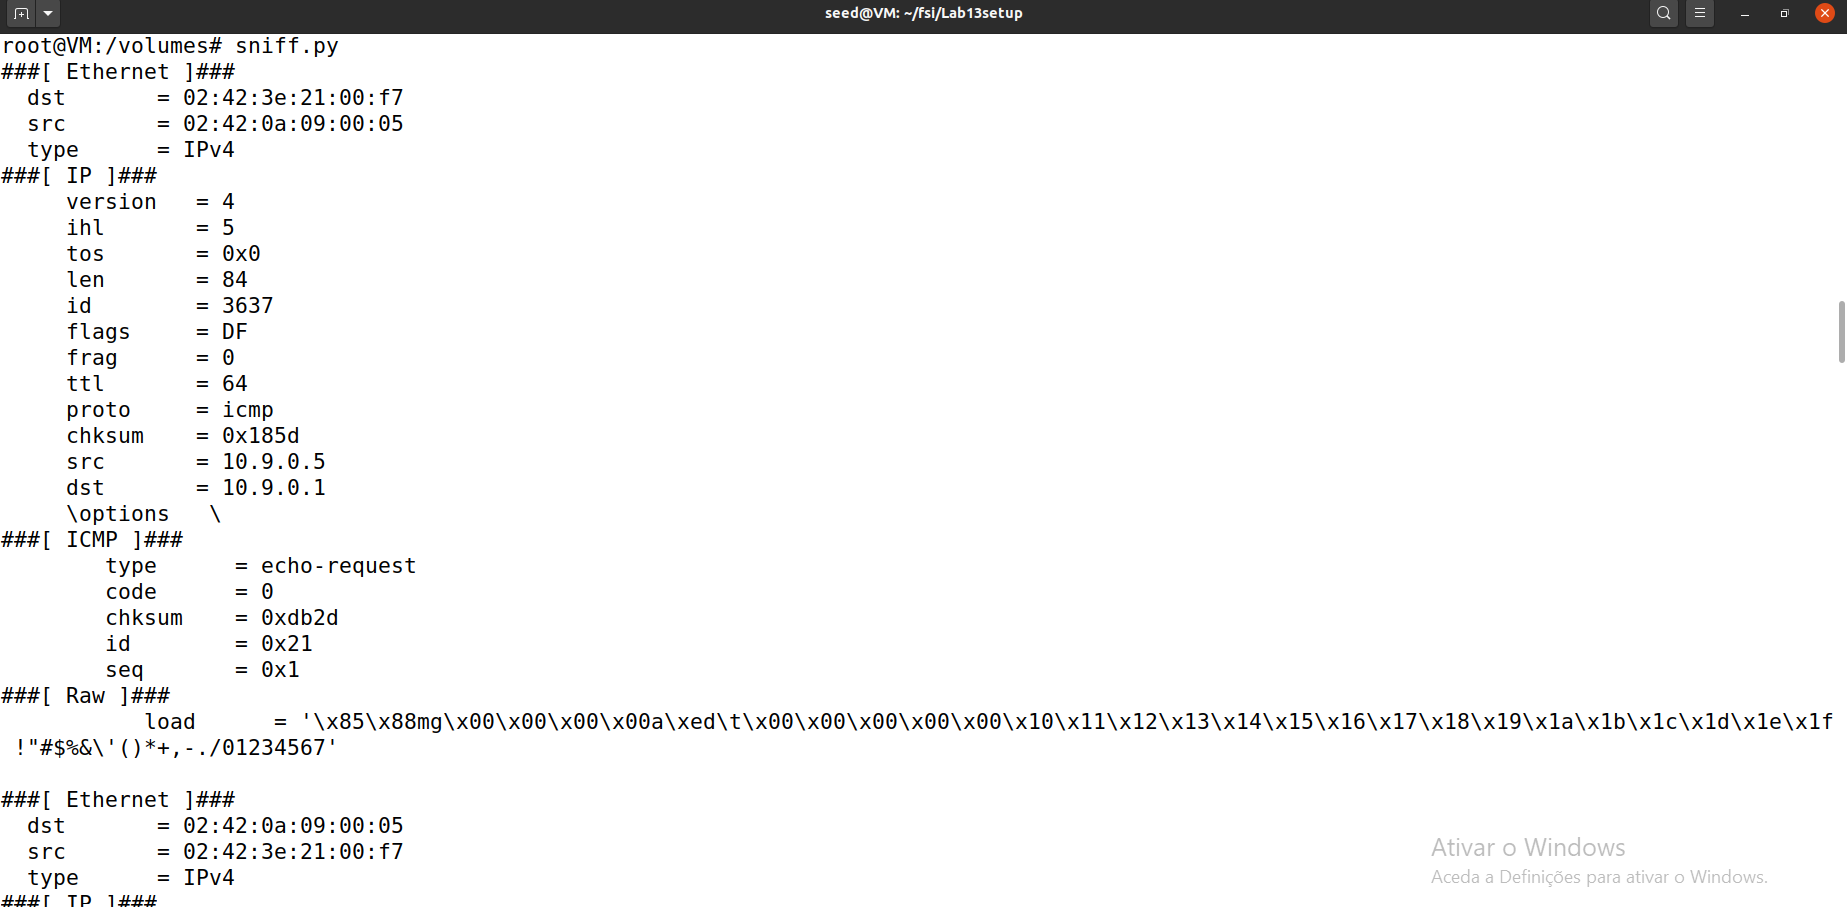 seed@VM: ~/fsi/Lab13setup
root@VM:/volumes# sniff.py
###[ Ethernet ]###
  dst       = 02:42:3e:21:00:f7
  src       = 02:42:0a:09:00:05
  type      = IPv4
###[ IP ]###
     version   = 4
     ihl       = 5
     tos       = 0x0
     len       = 84
     id        = 3637
     flags     = DF
     frag      = 0
     ttl       = 64
     proto     = icmp
     chksum    = 0x185d
     src       = 10.9.0.5
     dst       = 10.9.0.1
     \options   \
###[ ICMP ]###
        type      = echo-request
        code      = 0
        chksum    = 0xdb2d
        id        = 0x21
        seq       = 0x1
###[ Raw ]###
           load      = '\x85\x88mg\x00\x00\x00\x00a\xed\t\x00\x00\x00\x00\x00\x10\x11\x12\x13\x14\x15\x16\x17\x18\x19\x1a\x1b\x1c\x1d\x1e\x1f
 !"#$%&\'()*+,-./01234567'
###[ Ethernet ]###
  dst       = 02:42:0a:09:00:05
  src       = 02:42:3e:21:00:f7
  type      = IPv4
###[ IP ]###
Ativar o Windows
Aceda a Definições para ativar o Windows.